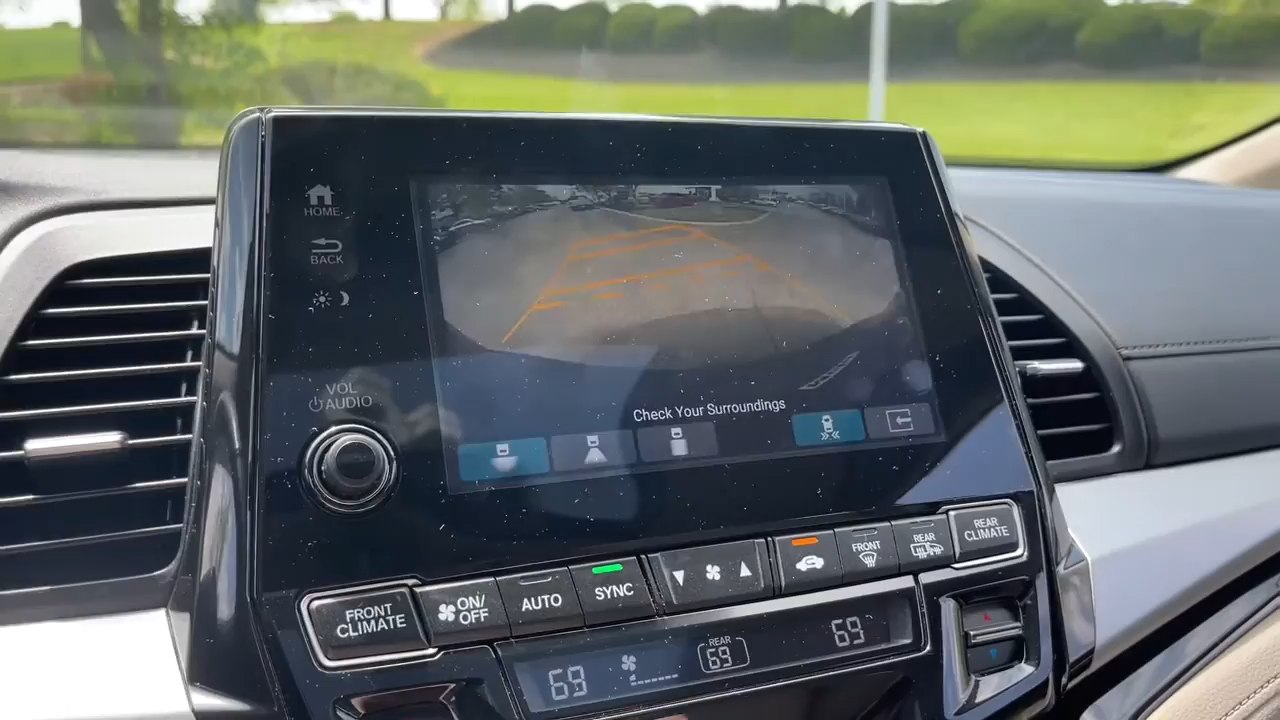 HOME
BACK
VOL
AUDIO
Check Your Surroundings
FRONT
CLIMATE
ON/
OFF
AUTO
SYNC
FRONT
REAR
REAR
CLIMATE
69
REAR
69
69